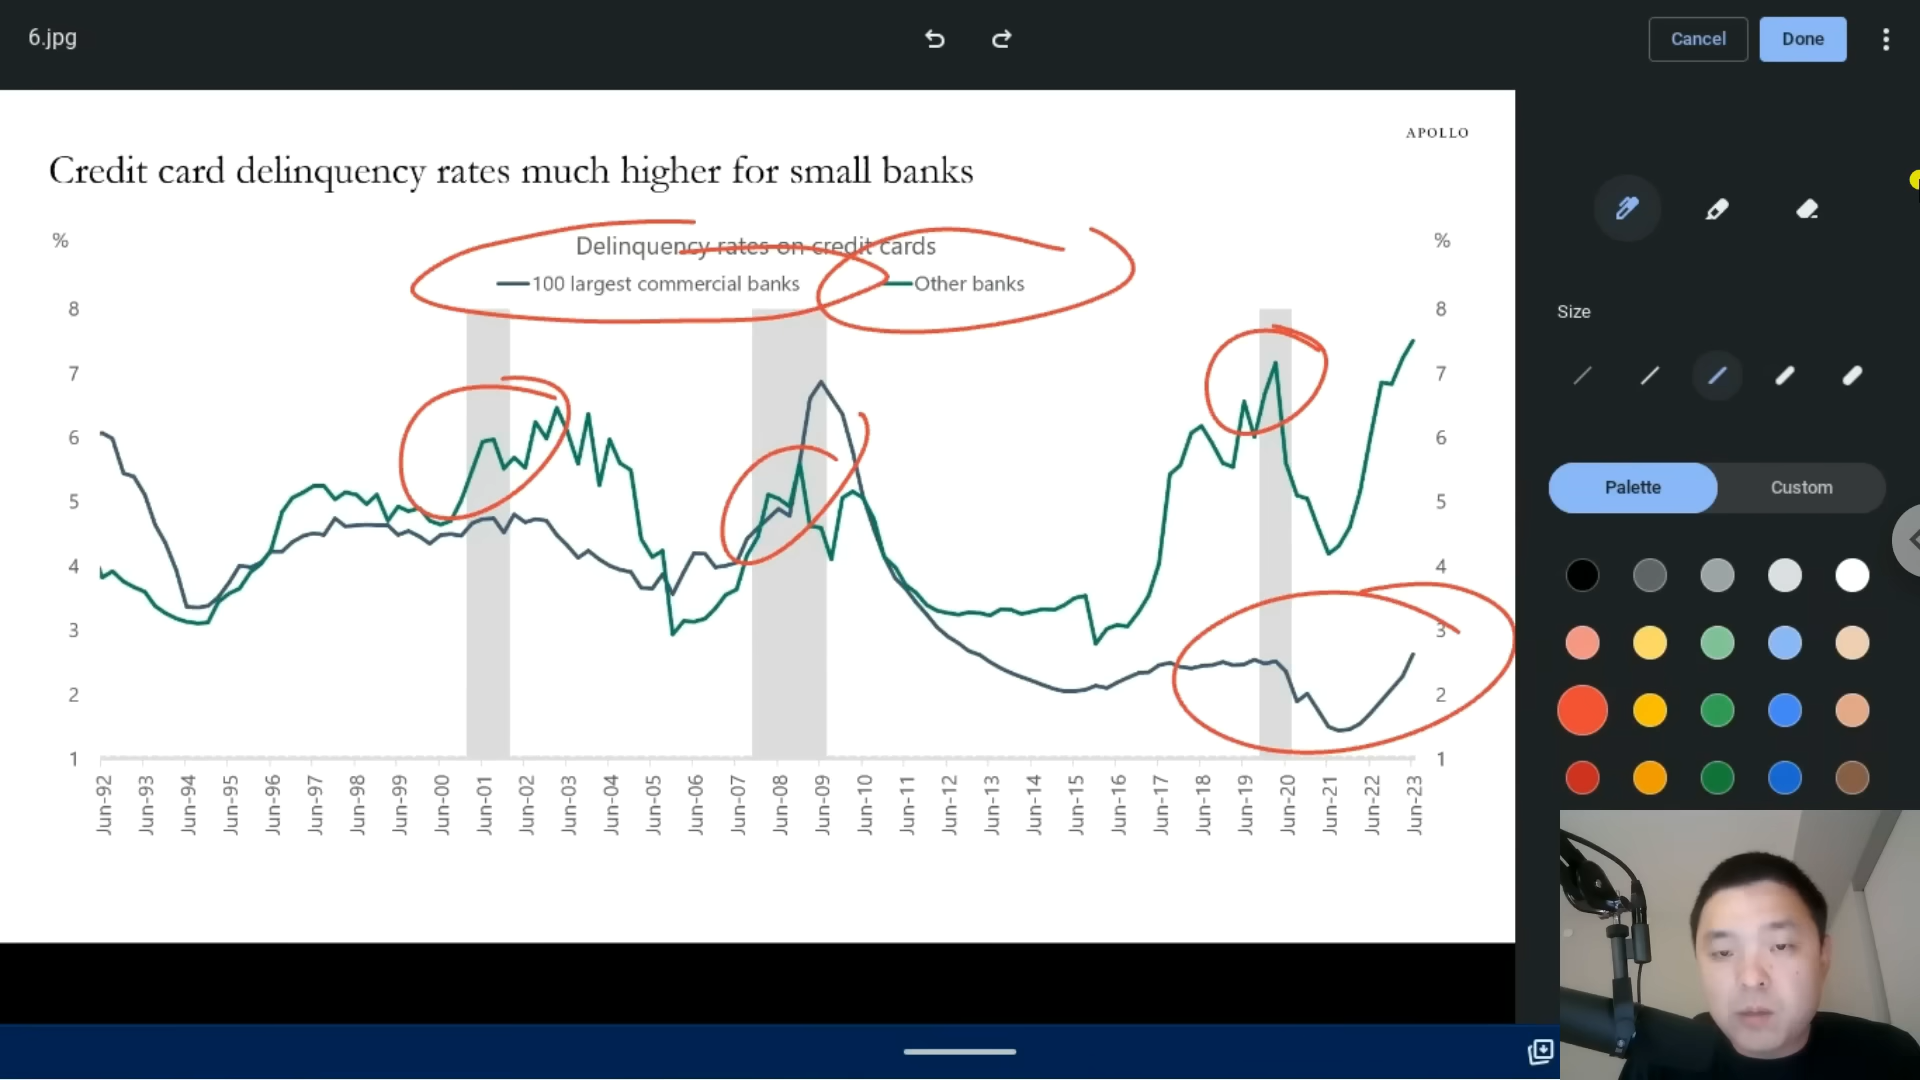 6.jpg
Cancel
Done
APOLLO
Credit card delinquency rates much higher for small banks
%
%
Delinquency rates on credit cards
100 largest commercial banks
Other banks
8
7
6
5
4
3
2
1
8
7
6
5
4
3
2
1
Jun-92
Jun-93
Jun-94
Jun-95
Jun-96
Jun-97
Jun-98
Jun-99
Jun-00
Jun-01
Jun-02
Jun-03
Jun-04
Jun-05
Jun-06
Jun-07
Jun-08
Jun-09
Jun-10
Jun-11
Jun-12
Jun-13
Jun-14
Jun-15
Jun-16
Jun-17
Jun-18
Jun-19
Jun-20
Jun-21
Jun-22
Jun-23
Size
Palette
Custom